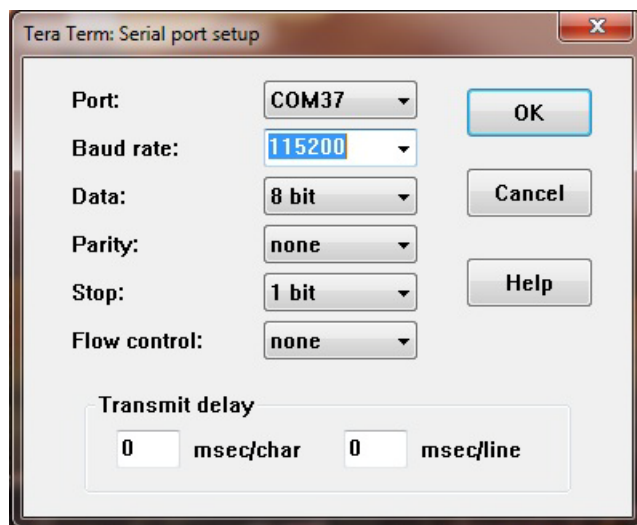 Tera Term: Serial port setup
Port: COM37
OK
Baud rate: 115200
Data: 8 bit
Cancel
Parity: none
Stop: 1 bit
Help
Flow control: none
Transmit delay
0 msec/char 0 msec/line